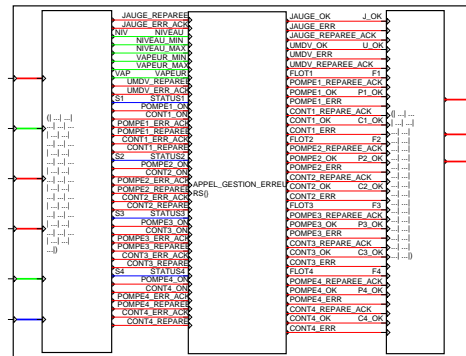 JAUGE_REPAREE
JAUGE_ERR_ACK
NIV NIVEAU
NIVEAU_MIN
NIVEAU_MAX
VAPEUR_MIN
VAPEUR_MAX
VAP VAPEUR
UMDV_REPARE
UMDV_ERR_ACK
S1 STATUS1
POMPE1_ON
CONT1_ON
POMPE1_ERR_ACK
POMPE1_REPAREE
CONT1_ERR_ACK
CONT1_REPARE
S2 STATUS2
POMPE2_ON
CONT2_ON
POMPE2_ERR_ACK
POMPE2_REPAREE
CONT2_ERR_ACK
CONT2_REPARE
S3 STATUS3
POMPE3_ON
CONT3_ON
POMPE3_ERR_ACK
POMPE3_REPAREE
CONT3_ERR_ACK
CONT3_REPARE
S4 STATUS4
POMPE4_ON
CONT4_ON
POMPE4_ERR_ACK
POMPE4_REPAREE
CONT4_ERR_ACK
CONT4_REPARE
(| ...| ...|
...| ...| ...
| ...| ...|
...| ...| ...
| ...| ...|
...| ...| ...
| ...| ...|
...| ...| ...
| ...| ...|
...|)
APPEL_GESTION_ERREU
RS()
JAUGE_OK J_OK
JAUGE_ERR
JAUGE_REPAREE_ACK
UMDV_OK U_OK
UMDV_ERR
UMDV_REPAREE_ACK
FLOT1 F1
POMPE1_REPAREE_ACK
POMPE1_OK P1_OK
POMPE1_ERR
CONT1_REPARE_ACK
CONT1_OK C1_OK
CONT1_ERR
FLOT2 F2
POMPE2_REPAREE_ACK
POMPE2_OK P2_OK
POMPE2_ERR
CONT2_REPARE_ACK
CONT2_OK C2_OK
CONT2_ERR
FLOT3 F3
POMPE3_REPAREE_ACK
POMPE3_OK P3_OK
POMPE3_ERR
CONT3_REPARE_ACK
CONT3_OK C3_OK
CONT3_ERR
FLOT4 F4
POMPE4_REPAREE_ACK
POMPE4_OK P4_OK
POMPE4_ERR
CONT4_REPARE_ACK
CONT4_OK C4_OK
CONT4_ERR
(| ...| ...
| ...| ...|
...| ...| ...
...| ...| ...
...| ...| ...
...| ...| ...
...| ...| ...
...| ...| ...
...| ...|)